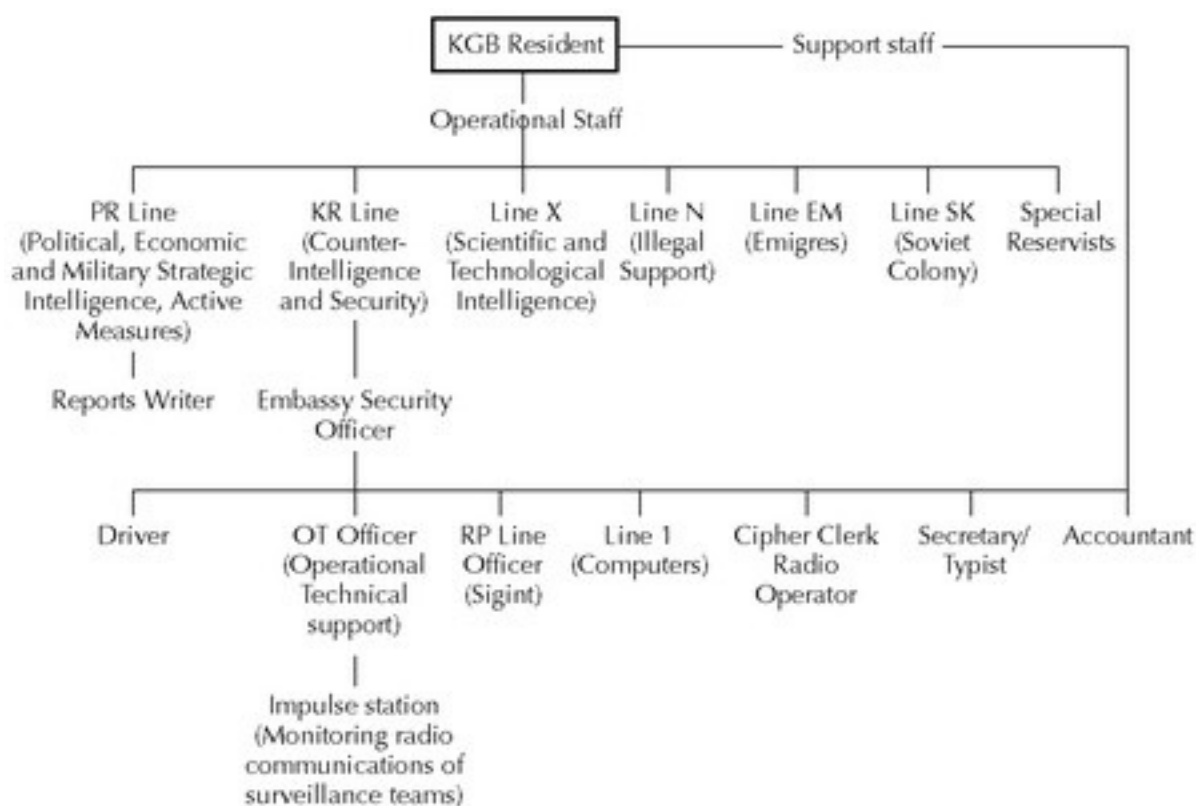 KGB Resident
Support staff
Operational Staff
PR Line
(Political, Economic
and Military Strategic
Intelligence, Active
Measures)
KR Line
(Counter-
Intelligence
and Security)
Line X
(Scientific and
Technological
Intelligence)
Line N
(Illegal
Support)
Line EM
(Emigres)
Line SK
(Soviet
Colony)
Special
Reservists
Reports Writer
Embassy Security
Officer
Driver
OT Officer
(Operational
Technical
support)
RP Line
Officer
(Sigint)
Line 1
(Computers)
Cipher Clerk
Radio
Operator
Secretary/
Typist
Accountant
Impulse station
(Monitoring radio
communications of
surveillance teams)